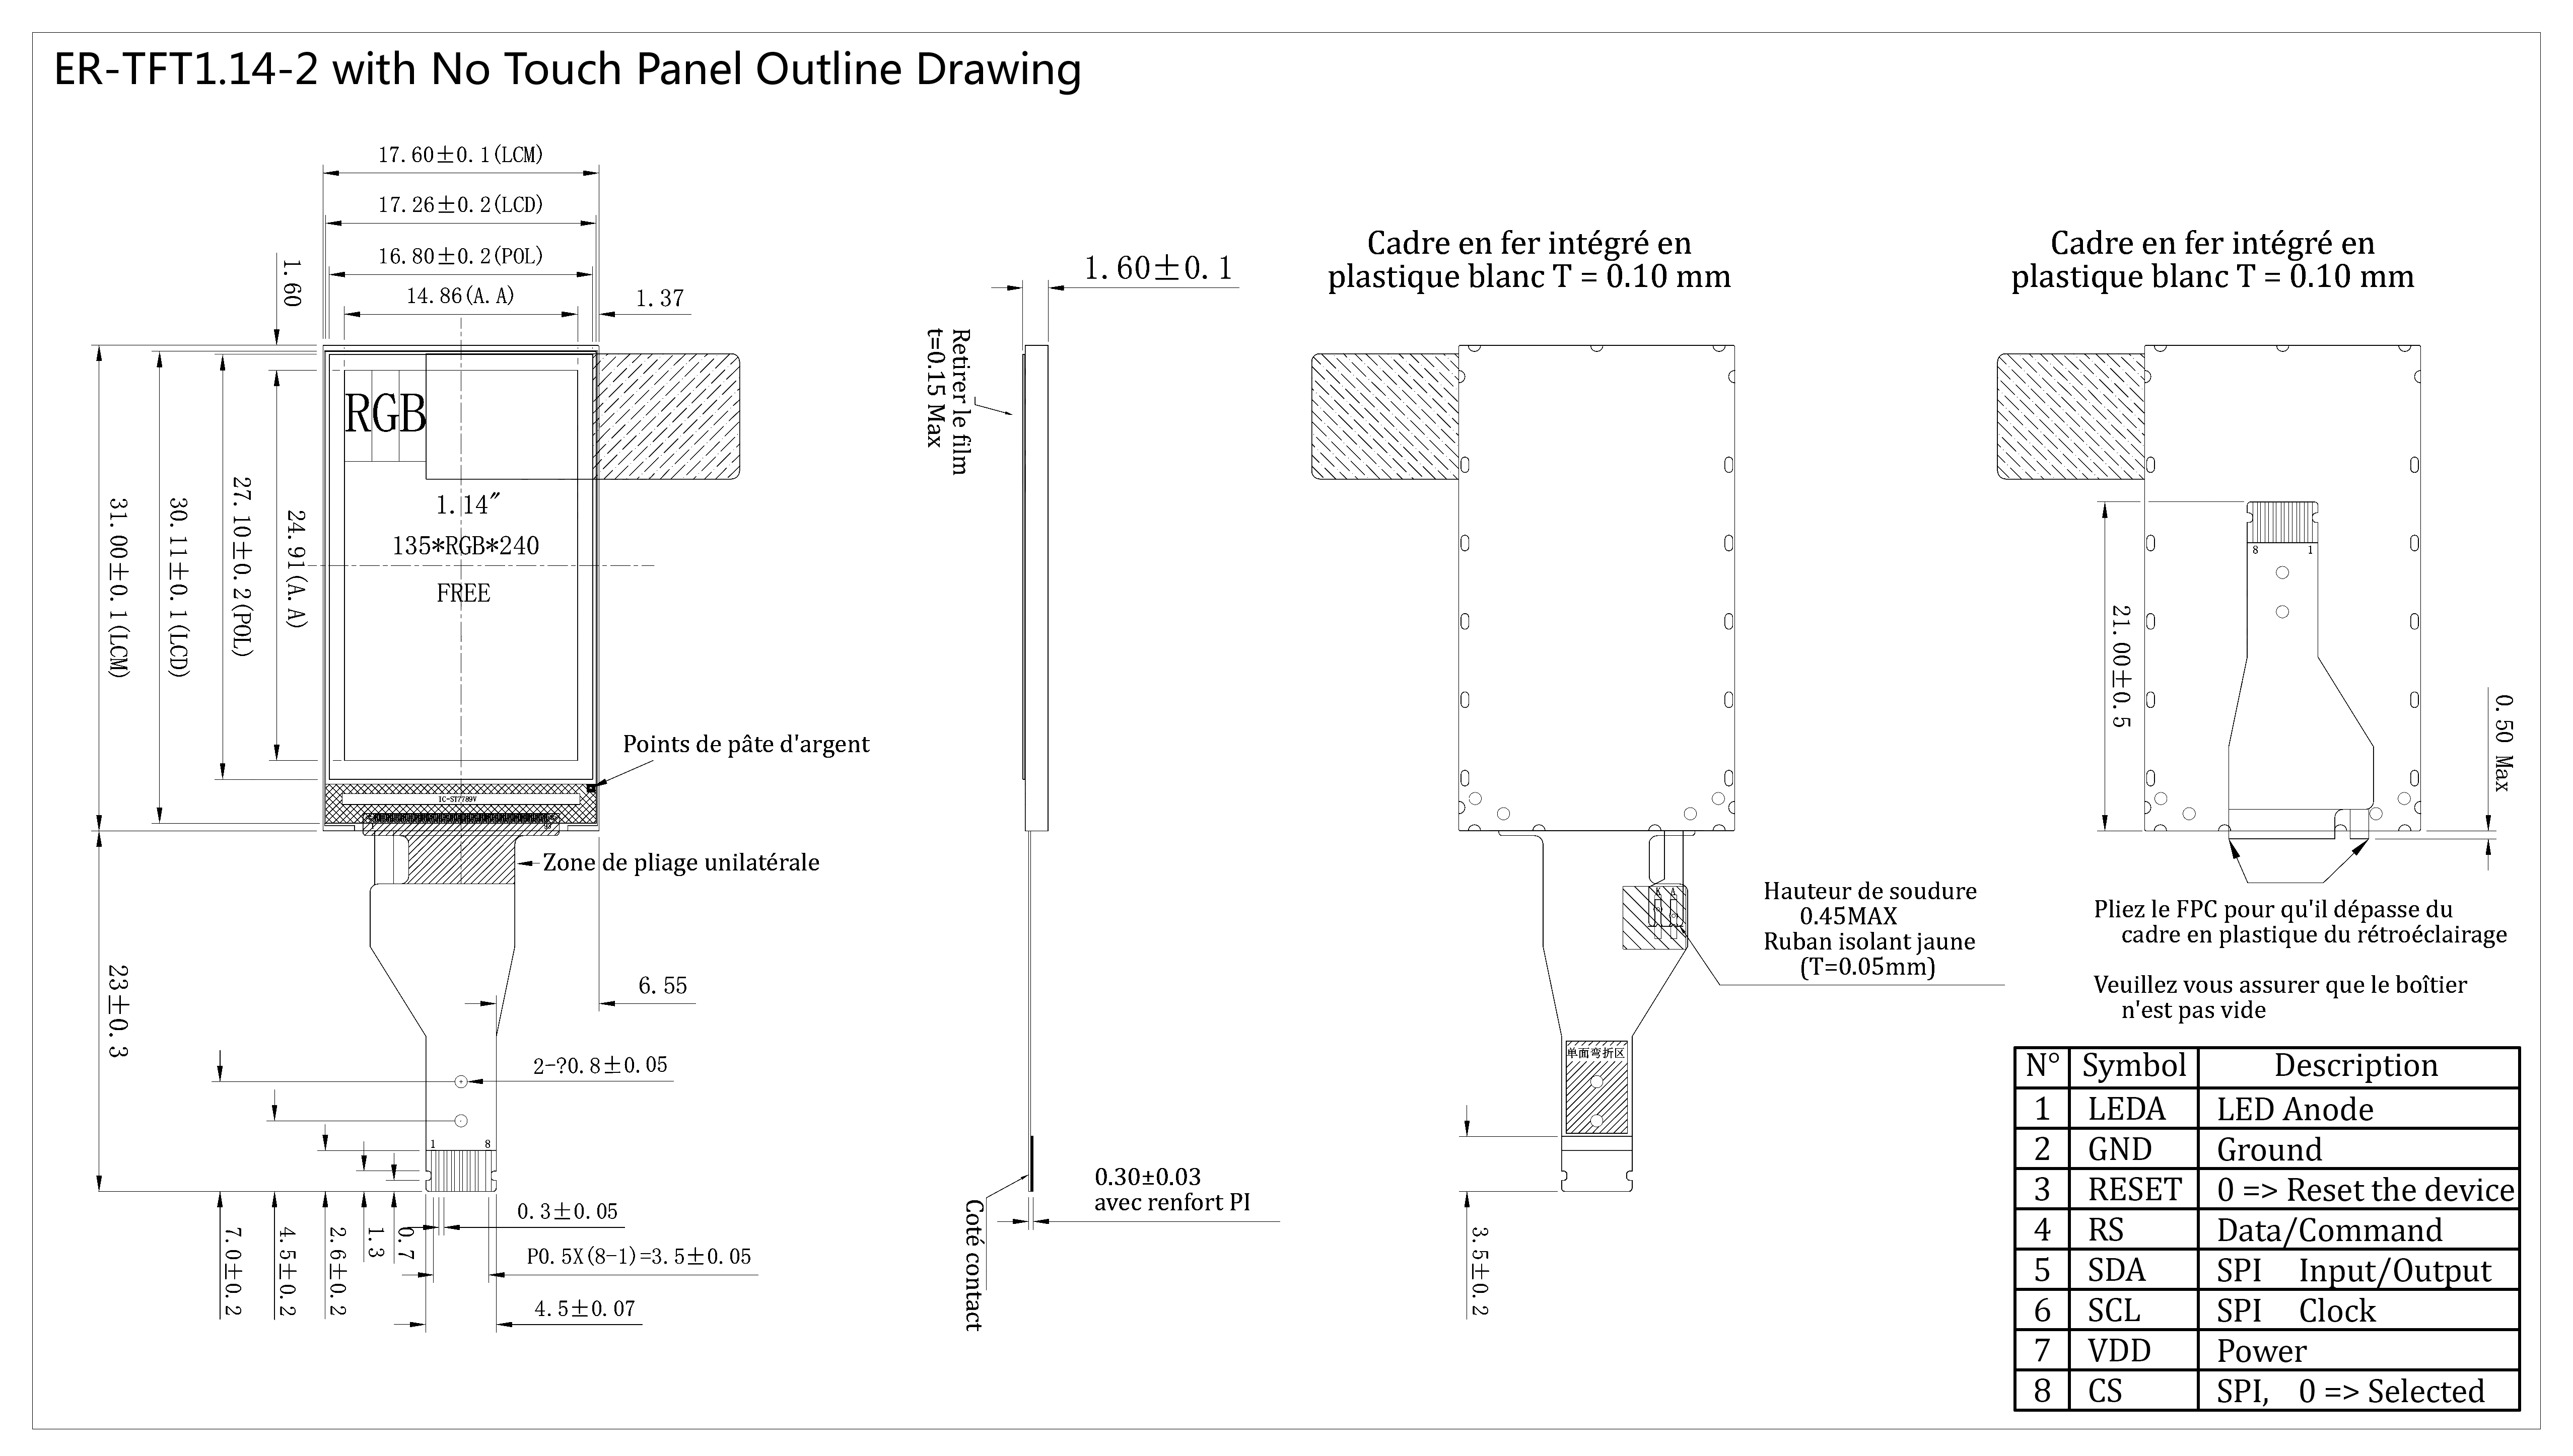 ER-TFT1.14-2 with No Touch Panel Outline Drawing
17.60±0.1(LCM)
17.26±0.2(LCD)
16.80±0.2(POL)
14.86(A.A)
1.60
1.37
31.00±0.1(LCM)
30.11±0.1(LCD)
27.10±0.2(POL)
24.91(A.A)
RGB
1.14″
135*RGB*240
FREE
Points de pâte d'argent
IC-ST7789V
Zone de pliage unilatérale
23±0.3
6.55
2-?0.8±0.05
1 8
0.3±0.05
P0.5X(8-1)=3.5±0.05
4.5±0.07
7.0±0.2
4.5±0.2
2.6±0.2
1.3
0.7
1.60±0.1
Retirer le film
t=0.15 Max
0.30±0.03
avec renfort PI
Coté contact
Cadre en fer intégré en
plastique blanc T = 0.10 mm
Hauteur de soudure
0.45MAX
Ruban isolant jaune
(T=0.05mm)
单面弯折区
3.5±0.2
Cadre en fer intégré en
plastique blanc T = 0.10 mm
8 1
21.00±0.5
0.50 Max
Pliez le FPC pour qu'il dépasse du
cadre en plastique du rétroéclairage
Veuillez vous assurer que le boîtier
n'est pas vide
N° Symbol Description
1 LEDA LED Anode
2 GND Ground
3 RESET 0 => Reset the device
4 RS Data/Command
5 SDA SPI Input/Output
6 SCL SPI Clock
7 VDD Power
8 CS SPI, 0 => Selected